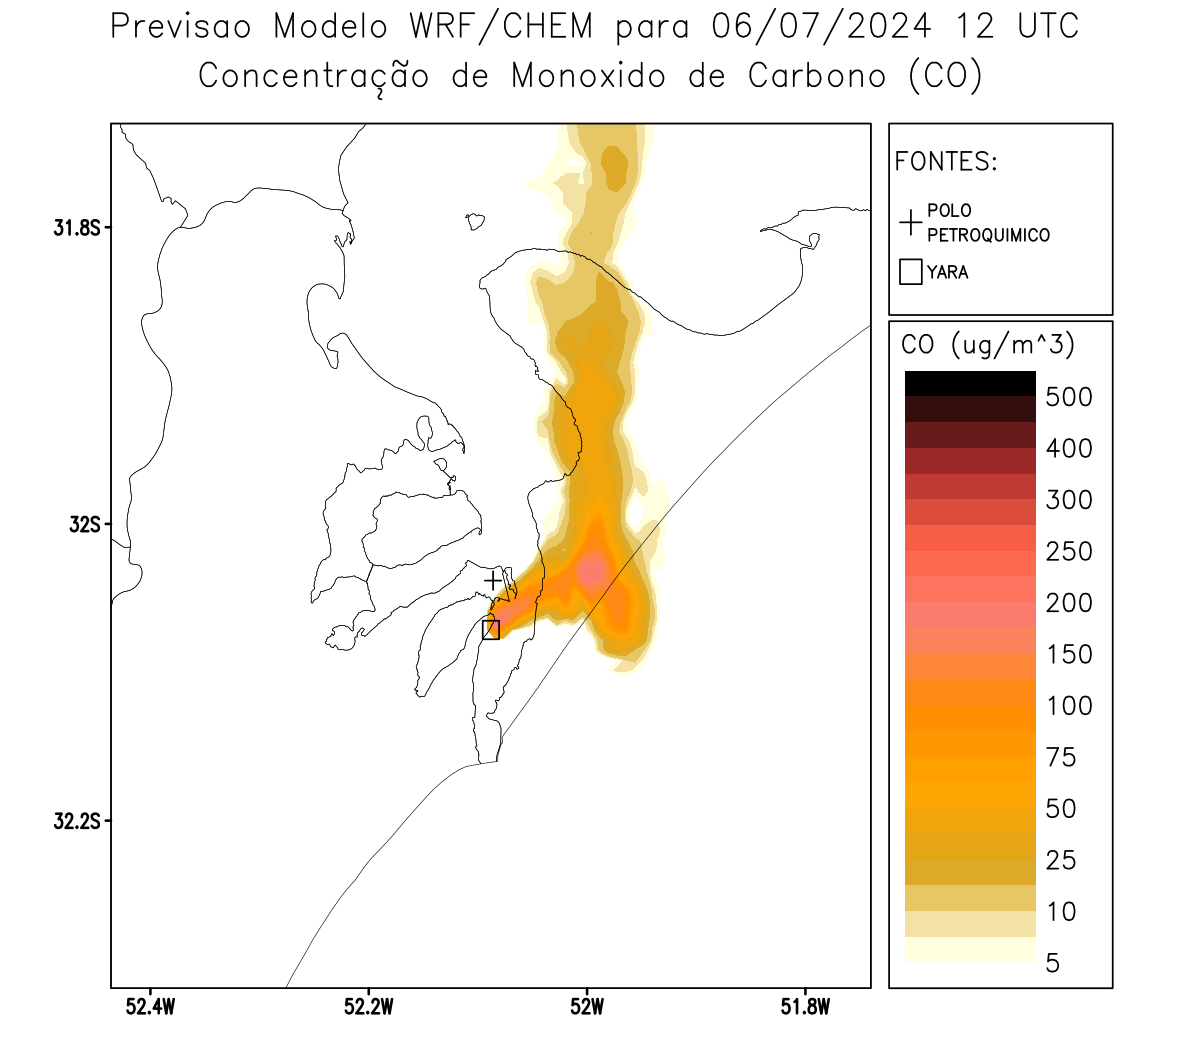 Previsao Modelo WRF/CHEM para 06/07/2024 12 UTC
Concentração de Monoxido de Carbono (CO)
FONTES:
POLO
PETROQUIMICO
YARA
CO (ug/m^3)
500
400
300
250
200
150
100
75
50
25
10
5
31.8S
32S
32.2S
52.4W
52.2W
52W
51.8W